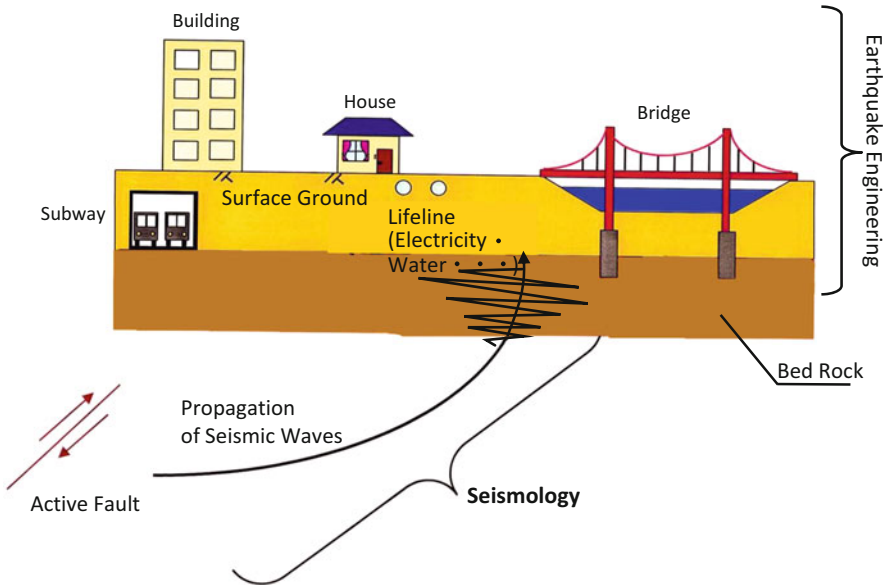 Building
House
Bridge
Earthquake Engineering
Subway
Surface Ground
Lifeline
(Electricity •
Water • • • )
Bed Rock
Propagation
of Seismic Waves
Active Fault
Seismology